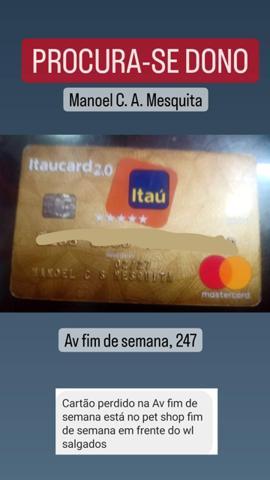 PROCURA-SE DONO
Manoel C. A. Mesquita
Itaucard 2.0
Itaú
MANOEL C S MESQUITA
mastercard
Av fim de semana, 247
Cartão perdido na Av fim de
semana está no pet shop fim
de semana em frente do wl
salgados